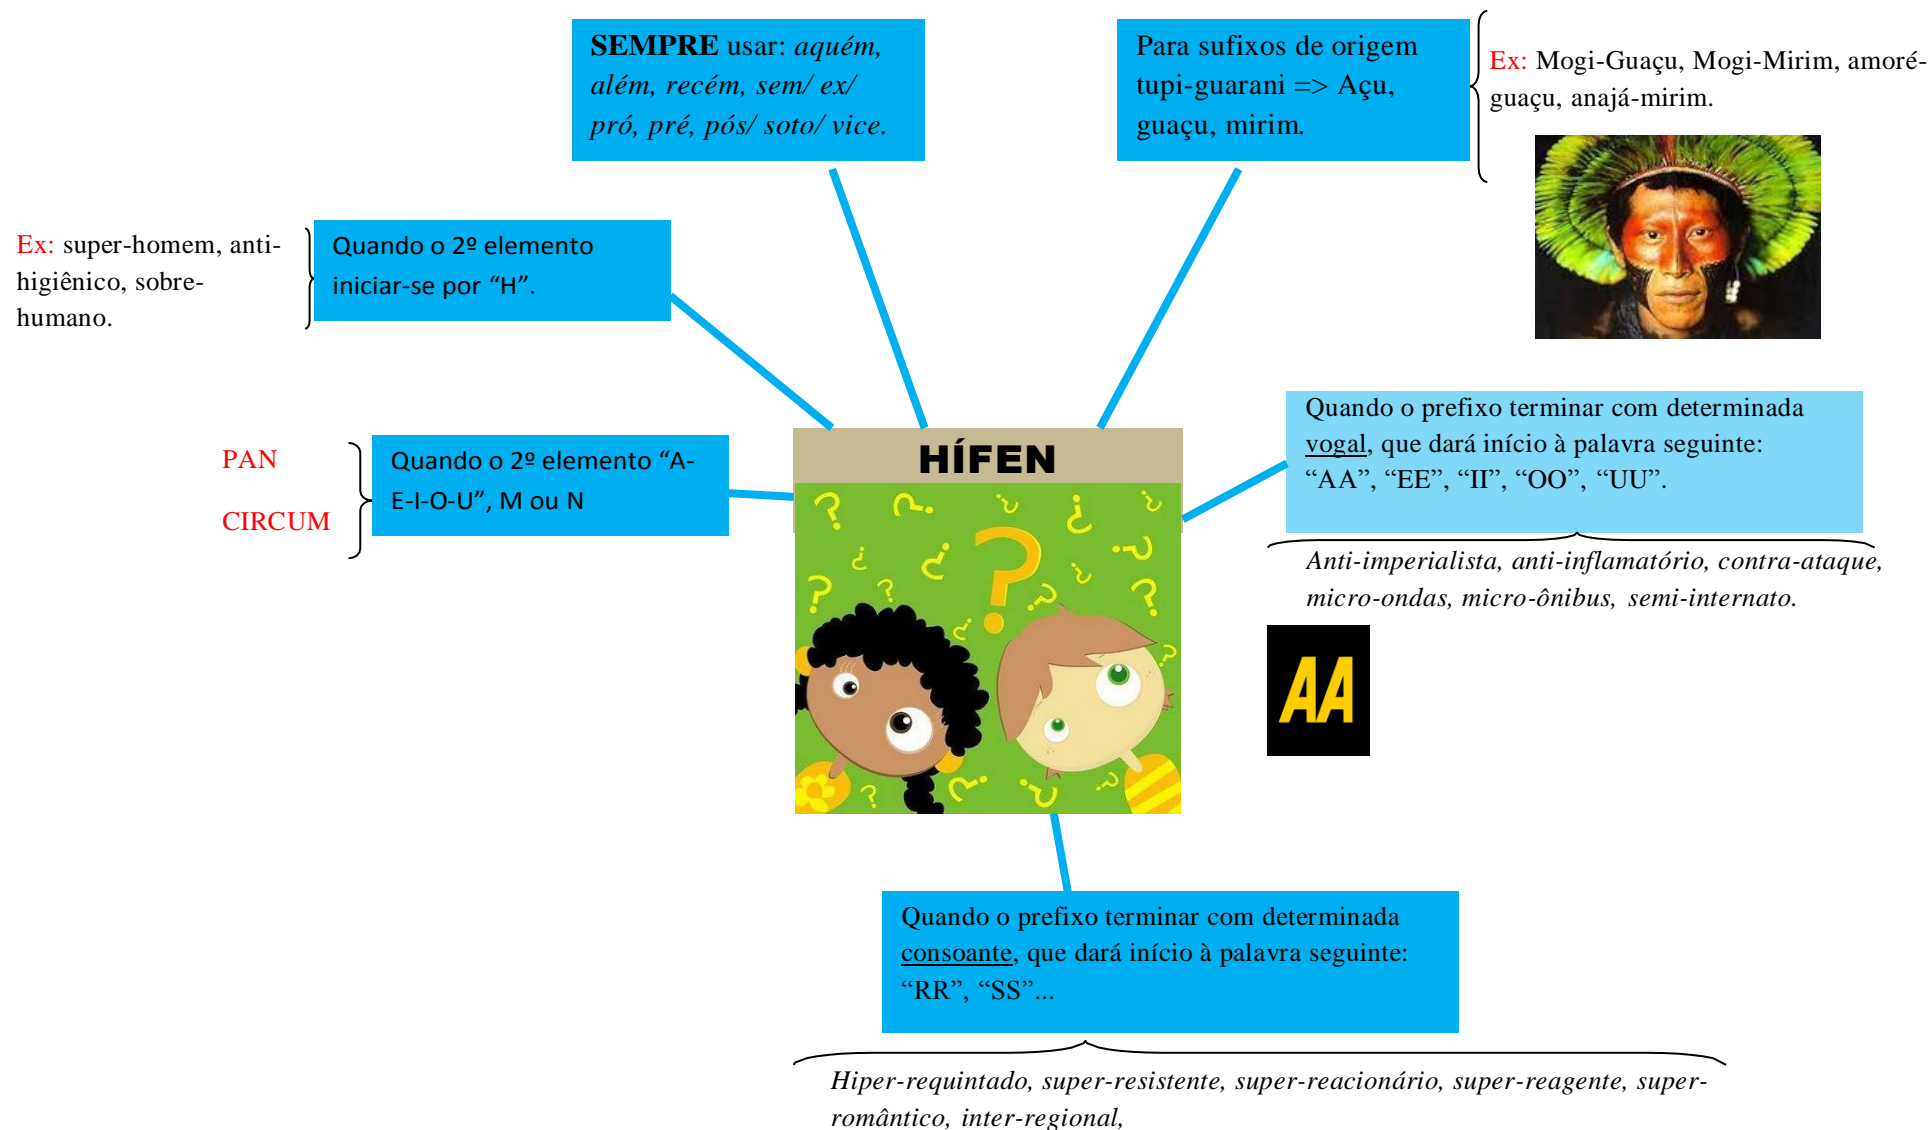 SEMPRE usar: aquém,
além, recém, sem/ ex/
pró, pré, pós/ soto/ vice.
Para sufixos de origem
tupi-guarani => Açu,
guaçu, mirim.
Ex: Mogi-Guaçu, Mogi-Mirim, amoré-
guaçu, anajá-mirim.
Ex: super-homem, anti-
higiênico, sobre-
humano.
Quando o 2º elemento
iniciar-se por “H”.
PAN
CIRCUM
Quando o 2º elemento “A-
E-I-O-U”, M ou N
HÍFEN
Quando o prefixo terminar com determinada
vogal, que dará início à palavra seguinte:
“AA”, “EE”, “II”, “OO”, “UU”.
Anti-imperialista, anti-inflamatório, contra-ataque,
micro-ondas, micro-ônibus, semi-internato.
AA
Quando o prefixo terminar com determinada
consoante, que dará início à palavra seguinte:
“RR”, “SS”...
Hiper-requintado, super-resistente, super-reacionário, super-reagente, super-
romântico, inter-regional,